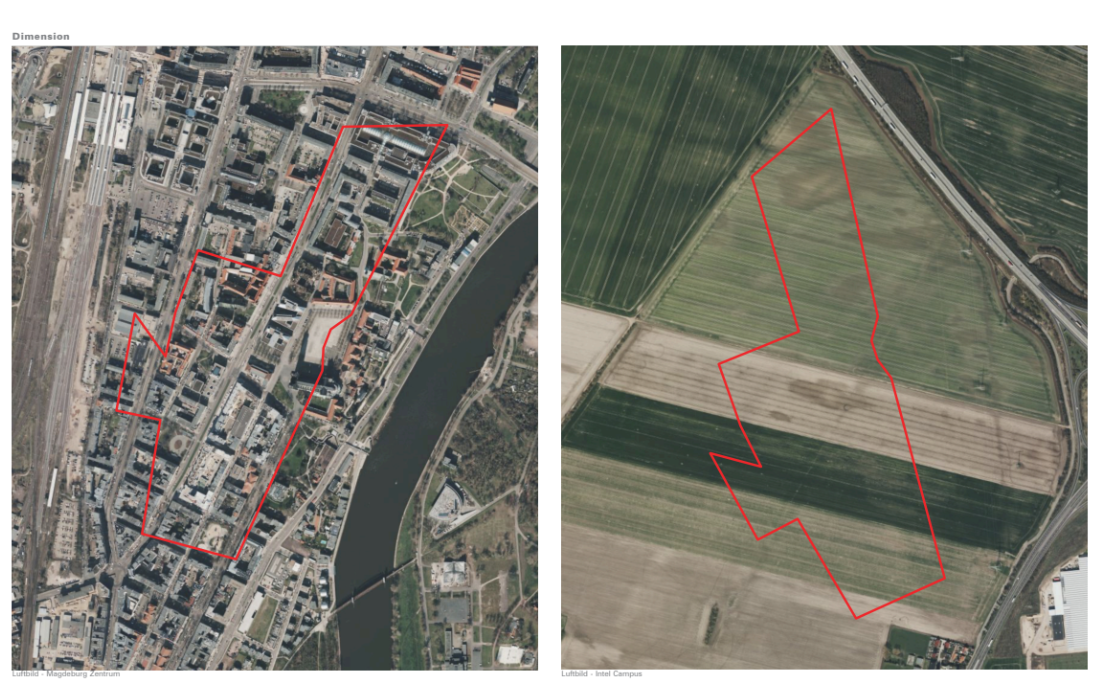 Dimension
Luftbild - Magdeburg Zentrum
Luftbild - Intel Campus